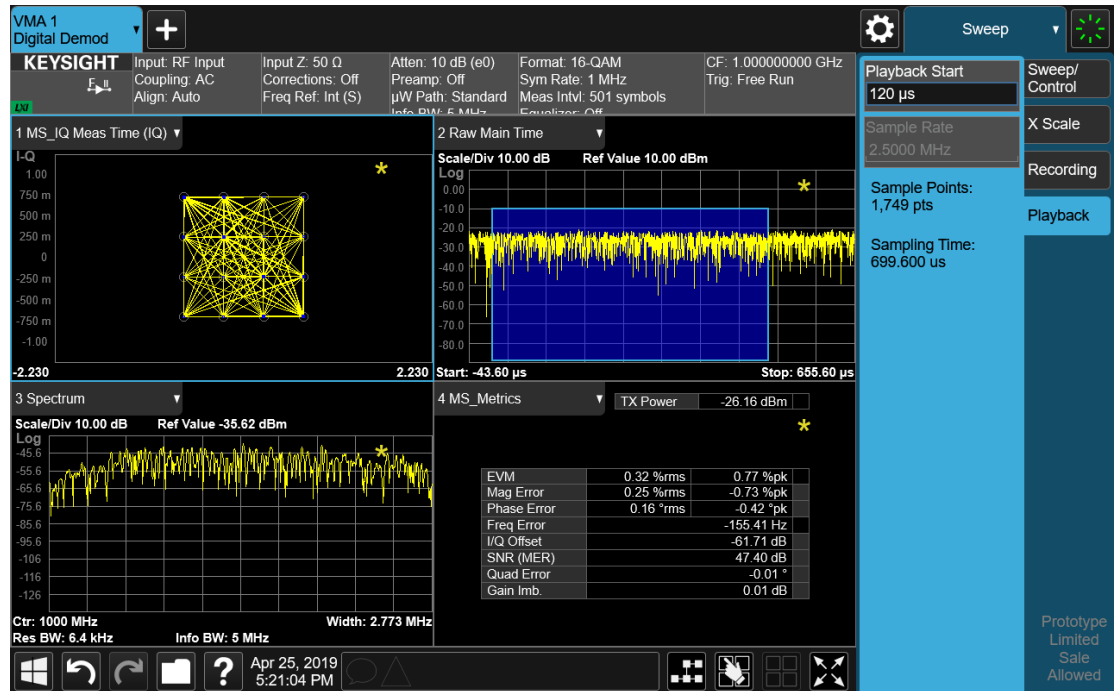 VMA 1
Digital Demod
Sweep
KEYSIGHT
LXI
Input: RF Input
Coupling: AC
Align: Auto
Input Z: 50 Ω
Corrections: Off
Freq Ref: Int (S)
Atten: 10 dB (e0)
Preamp: Off
µW Path: Standard
Info BW: 5 MHz
Format: 16-QAM
Sym Rate: 1 MHz
Meas Intvl: 501 symbols
Equalizer: Off
CF: 1.000000000 GHz
Trig: Free Run
1 MS_IQ Meas Time (IQ)
I-Q
1.00
750 m
500 m
250 m
0
-250 m
-500 m
-750 m
-1.00
-2.230 2.230
2 Raw Main Time
Scale/Div 10.00 dB Ref Value 10.00 dBm
Log
0.00
-10.0
-20.0
-30.0
-40.0
-50.0
-60.0
-70.0
-80.0
Start: -43.60 µs Stop: 655.60 µs
3 Spectrum
Scale/Div 10.00 dB Ref Value -35.62 dBm
Log
-45.6
-55.6
-65.6
-75.6
-85.6
-95.6
-106
-116
-126
Ctr: 1000 MHz Width: 2.773 MHz
Res BW: 6.4 kHz Info BW: 5 MHz
4 MS_Metrics
TX Power -26.16 dBm
EVM 0.32 %rms 0.77 %pk
Mag Error 0.25 %rms -0.73 %pk
Phase Error 0.16 °rms -0.42 °pk
Freq Error -155.41 Hz
I/Q Offset -61.71 dB
SNR (MER) 47.40 dB
Quad Error -0.01 °
Gain Imb. 0.01 dB
Playback Start
120 µs
Sample Rate
2.5000 MHz
Sample Points:
1,749 pts
Sampling Time:
699.600 us
Sweep/
Control
X Scale
Recording
Playback
Prototype
Limited
Sale
Allowed
?
Apr 25, 2019
5:21:04 PM